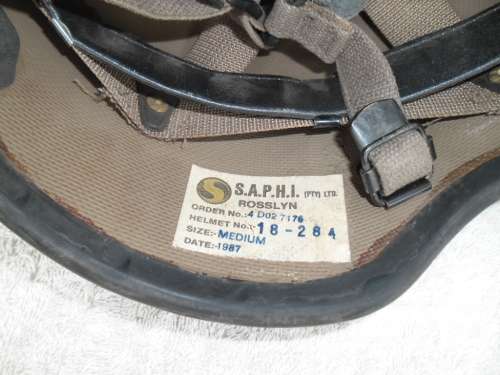 S.A.P.H.I. (PTY) LTD.
ROSSLYN
ORDER No.:- 4 D02 7176
HELMET No.:- 18-284
SIZE:- MEDIUM
DATE:- 1987